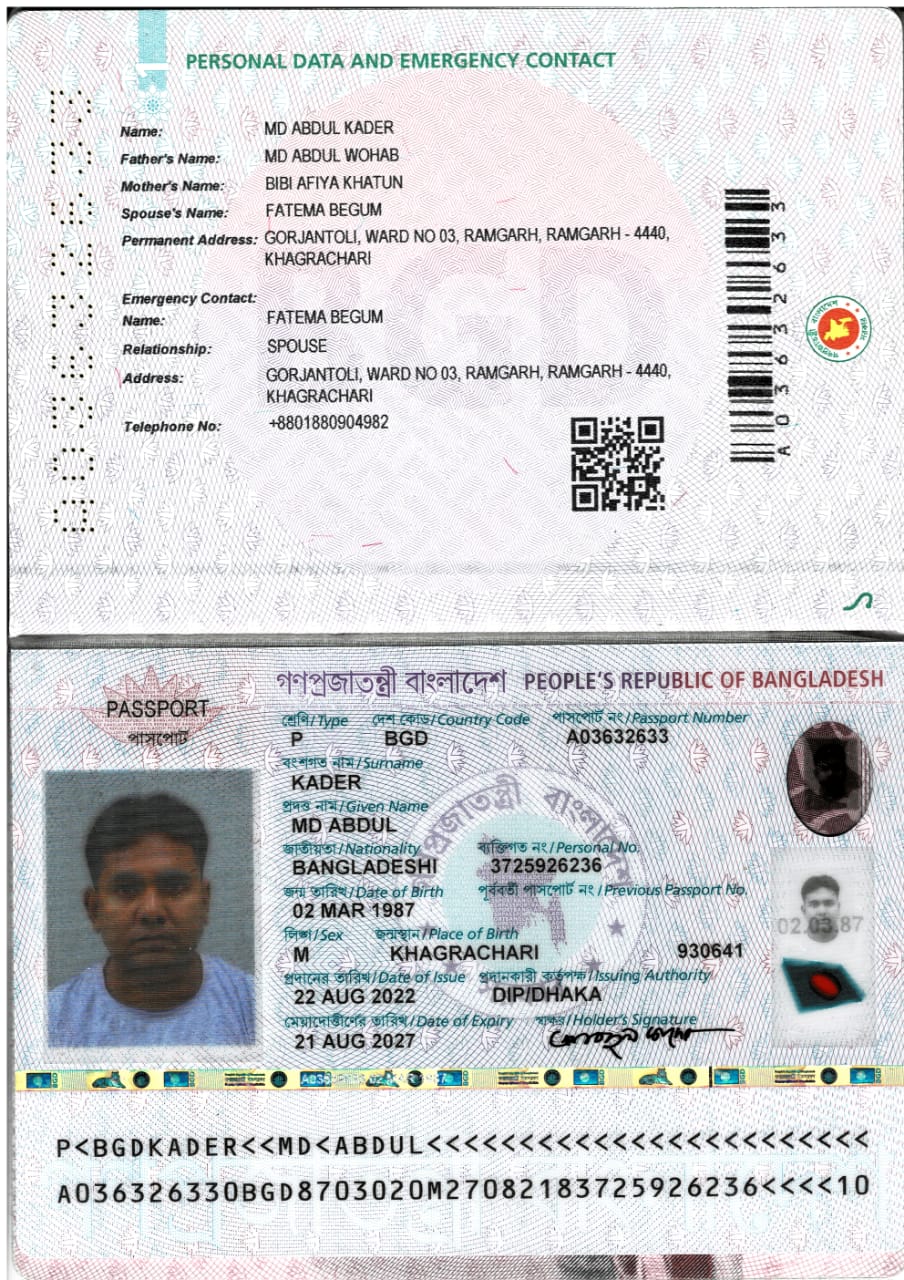 PERSONAL DATA AND EMERGENCY CONTACT
Name: MD ABDUL KADER
Father's Name: MD ABDUL WOHAB
Mother's Name: BIBI AFIYA KHATUN
Spouse's Name: FATEMA BEGUM
Permanent Address: GORJANTOLI, WARD NO 03, RAMGARH, RAMGARH - 4440,
KHAGRACHARI
Emergency Contact:
Name: FATEMA BEGUM
Relationship: SPOUSE
Address: GORJANTOLI, WARD NO 03, RAMGARH, RAMGARH - 4440,
KHAGRACHARI
Telephone No: +8801880904982
A03632633
BGD
গণপ্রজাতন্ত্রী বাংলাদেশ PEOPLE'S REPUBLIC OF BANGLADESH
PASSPORT
পাসপোর্ট
শ্রেণি/Type দেশ কোড/Country Code পাসপোর্ট নং/Passport Number
P BGD A03632633
বংশগত নাম/Surname
KADER
প্রদত্ত নাম/Given Name
MD ABDUL
জাতীয়তা/Nationality ব্যক্তিগত নং/Personal No.
BANGLADESHI 3725926236
জন্ম তারিখ/Date of Birth পূর্ববর্তী পাসপোর্ট নং/Previous Passport No.
02 MAR 1987
লিঙ্গ/Sex জন্মস্থান/Place of Birth
M KHAGRACHARI 930641
প্রদানের তারিখ/Date of Issue প্রদানকারী কর্তৃপক্ষ/Issuing Authority
22 AUG 2022 DIP/DHAKA
মেয়াদোত্তীর্ণের তারিখ/Date of Expiry স্বাক্ষর/Holder's Signature
21 AUG 2027
02.03.87
P<BGDKADER<<MD<ABDUL<<<<<<<<<<<<<<<<<<<<<<<<
A036326330BGD8703020M27082183725926236<<<<10